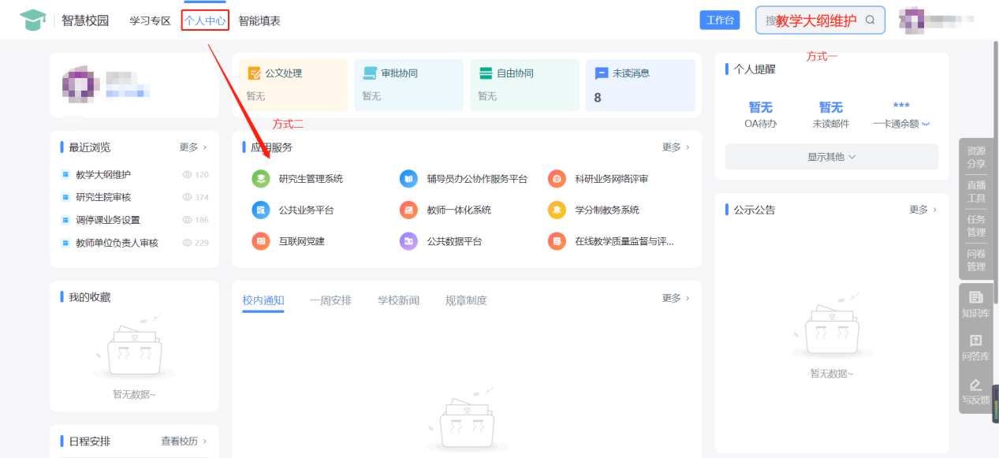 智慧校园
学习专区
个人中心
智能填表
工作台
搜教学大纲维护
方式一
公文处理
暂无
审批协同
暂无
自由协同
暂无
未读消息
8
个人提醒
暂无
OA待办
暂无
未读邮件
***
一卡通余额
显示其他
方式二
最近浏览
更多
教学大纲维护
120
研究生院审核
374
调停课业务设置
186
教师单位负责人审核
229
应用服务
更多
研究生管理系统
辅导员办公协作服务平台
科研业务网络评审
公共业务平台
教师一体化系统
学分制教务系统
互联网党建
公共数据平台
在线教学质量监督与评...
公示公告
更多
空
暂无数据~
我的收藏
空
暂无数据~
校内通知
一周安排
学校新闻
规章制度
更多
空
日程安排
查看校历
资源
分享
直播
工具
任务
管理
问卷
管理
知识库
问答库
写反馈